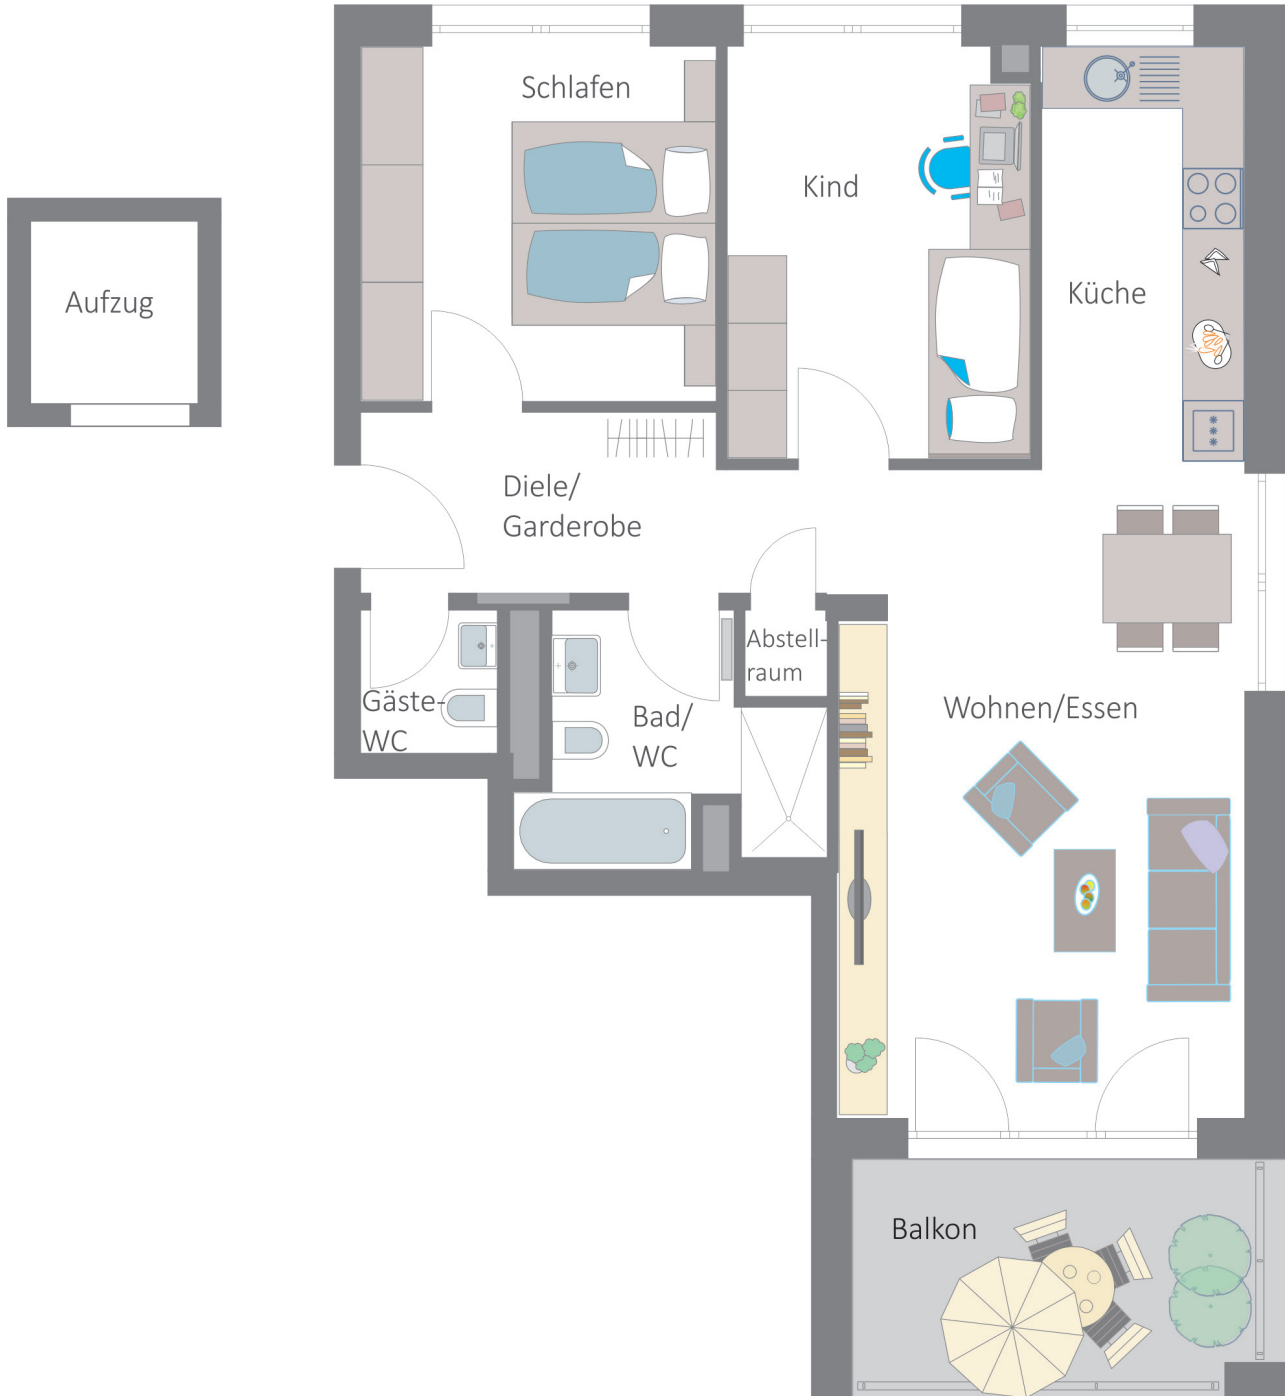 Schlafen
Kind
Aufzug
Küche
Diele/
Garderobe
Abstell-
raum
Gäste-
WC
Bad/
WC
Wohnen/Essen
Balkon